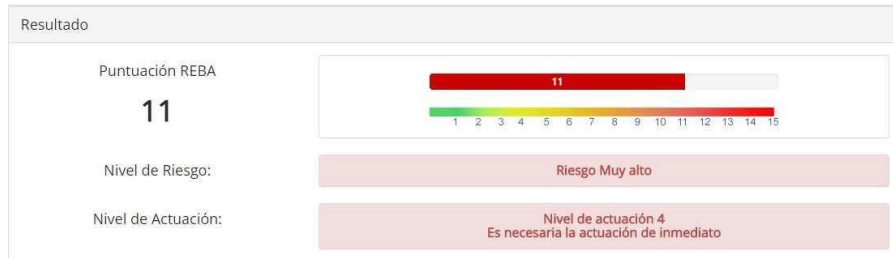 Resultado
Puntuación REBA
11
11
1 2 3 4 5 6 7 8 9 10 11 12 13 14 15
Nivel de Riesgo:
Riesgo Muy alto
Nivel de Actuación:
Nivel de actuación 4
Es necesaria la actuación de inmediato